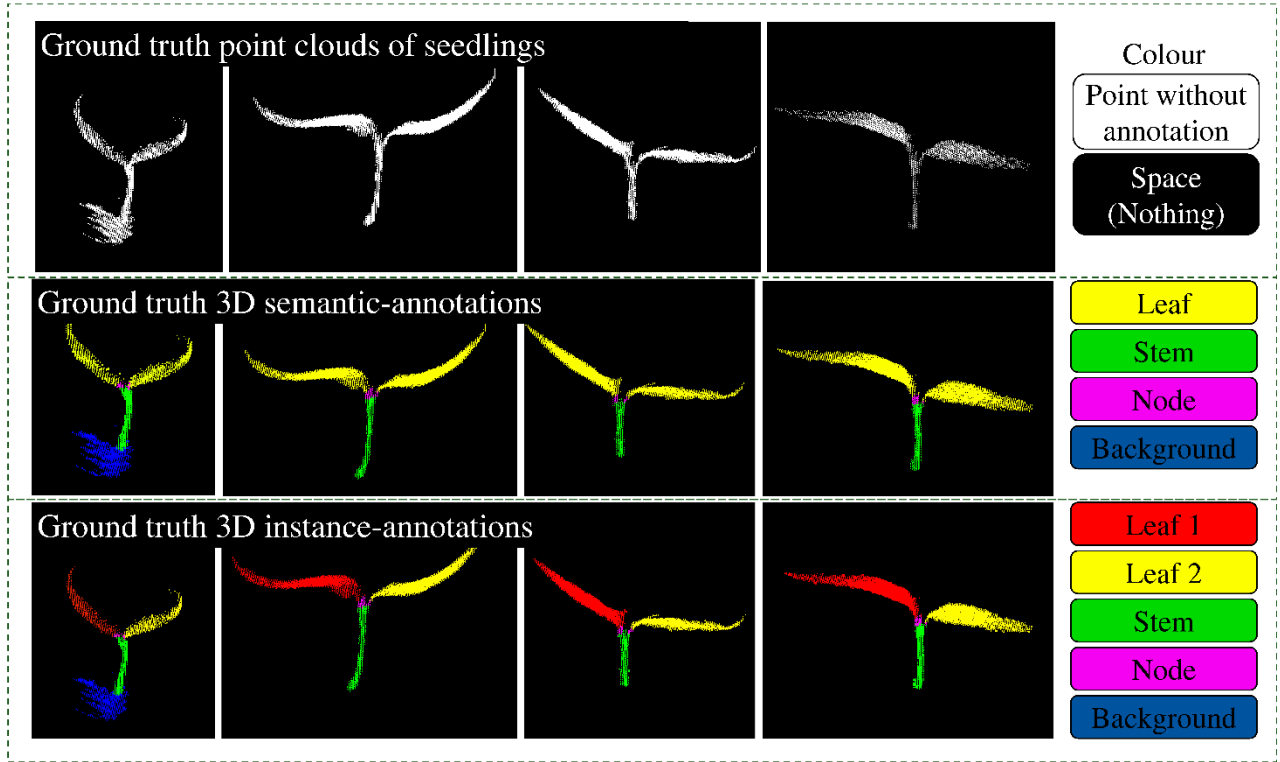 Ground truth point clouds of seedlings
Colour
Point without
annotation
Space
(Nothing)
Ground truth 3D semantic-annotations
Leaf
Stem
Node
Background
Ground truth 3D instance-annotations
Leaf 1
Leaf 2
Stem
Node
Background